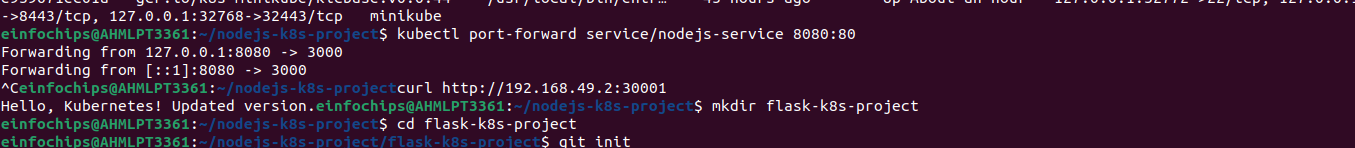 ->8443/tcp, 127.0.0.1:32768->32443/tcp   minikube
einfochips@AHMLPT3361:~/nodejs-k8s-project$ kubectl port-forward service/nodejs-service 8080:80
Forwarding from 127.0.0.1:8080 -> 3000
Forwarding from [::1]:8080 -> 3000
^Ceinfochips@AHMLPT3361:~/nodejs-k8s-projectcurl http://192.168.49.2:30001
Hello, Kubernetes! Updated version.einfochips@AHMLPT3361:~/nodejs-k8s-project$ mkdir flask-k8s-project
einfochips@AHMLPT3361:~/nodejs-k8s-project$ cd flask-k8s-project
einfochips@AHMLPT3361:~/nodejs-k8s-project/flask-k8s-project$ git init